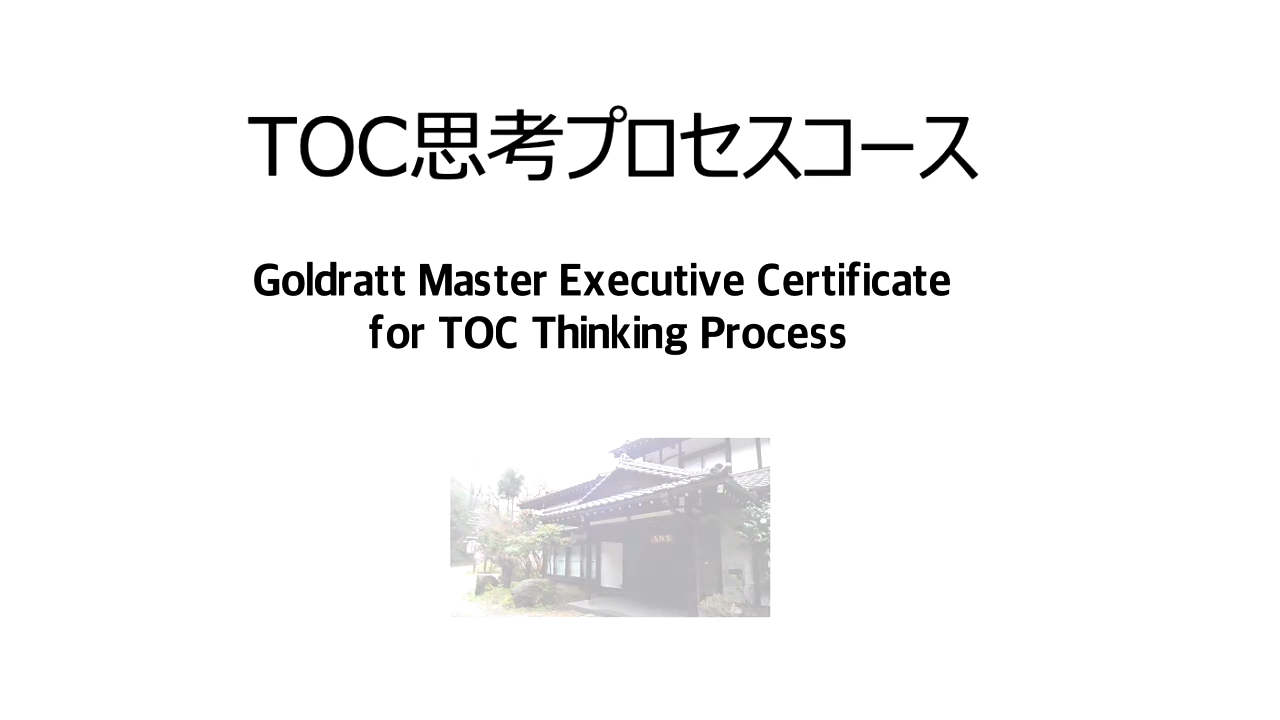 TOC思考プロセスコース
Goldratt Master Executive Certificate
for TOC Thinking Process